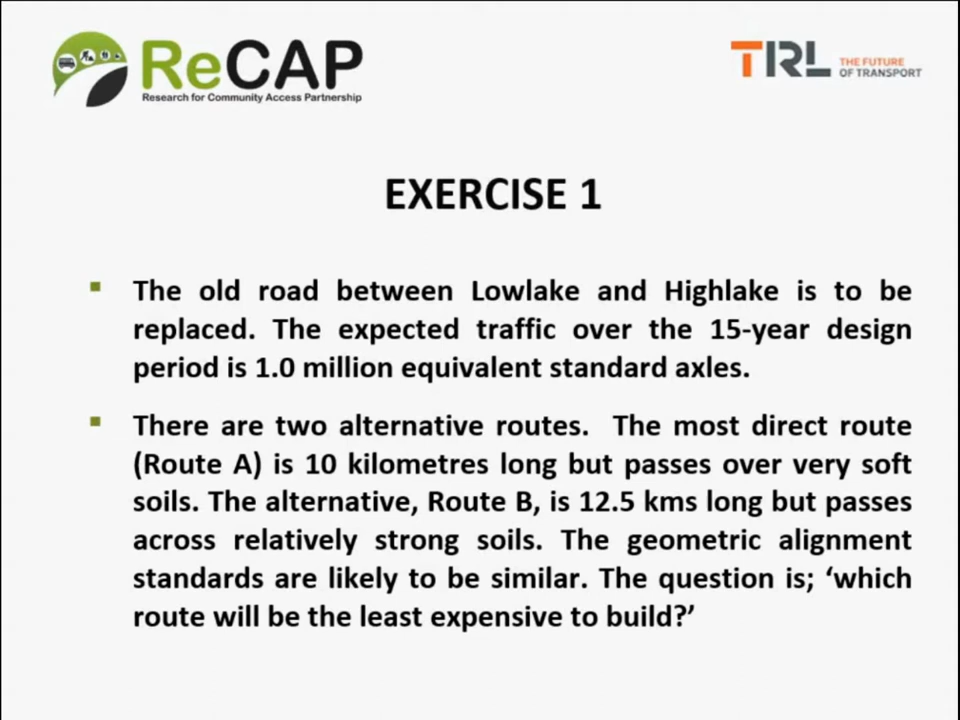 ReCAP
Research for Community Access Partnership
TRL THE FUTURE
OF TRANSPORT
EXERCISE 1
The old road between Lowlake and Highlake is to be
replaced. The expected traffic over the 15-year design
period is 1.0 million equivalent standard axles.
There are two alternative routes. The most direct route
(Route A) is 10 kilometres long but passes over very soft
soils. The alternative, Route B, is 12.5 kms long but passes
across relatively strong soils. The geometric alignment
standards are likely to be similar. The question is; ‘which
route will be the least expensive to build?’